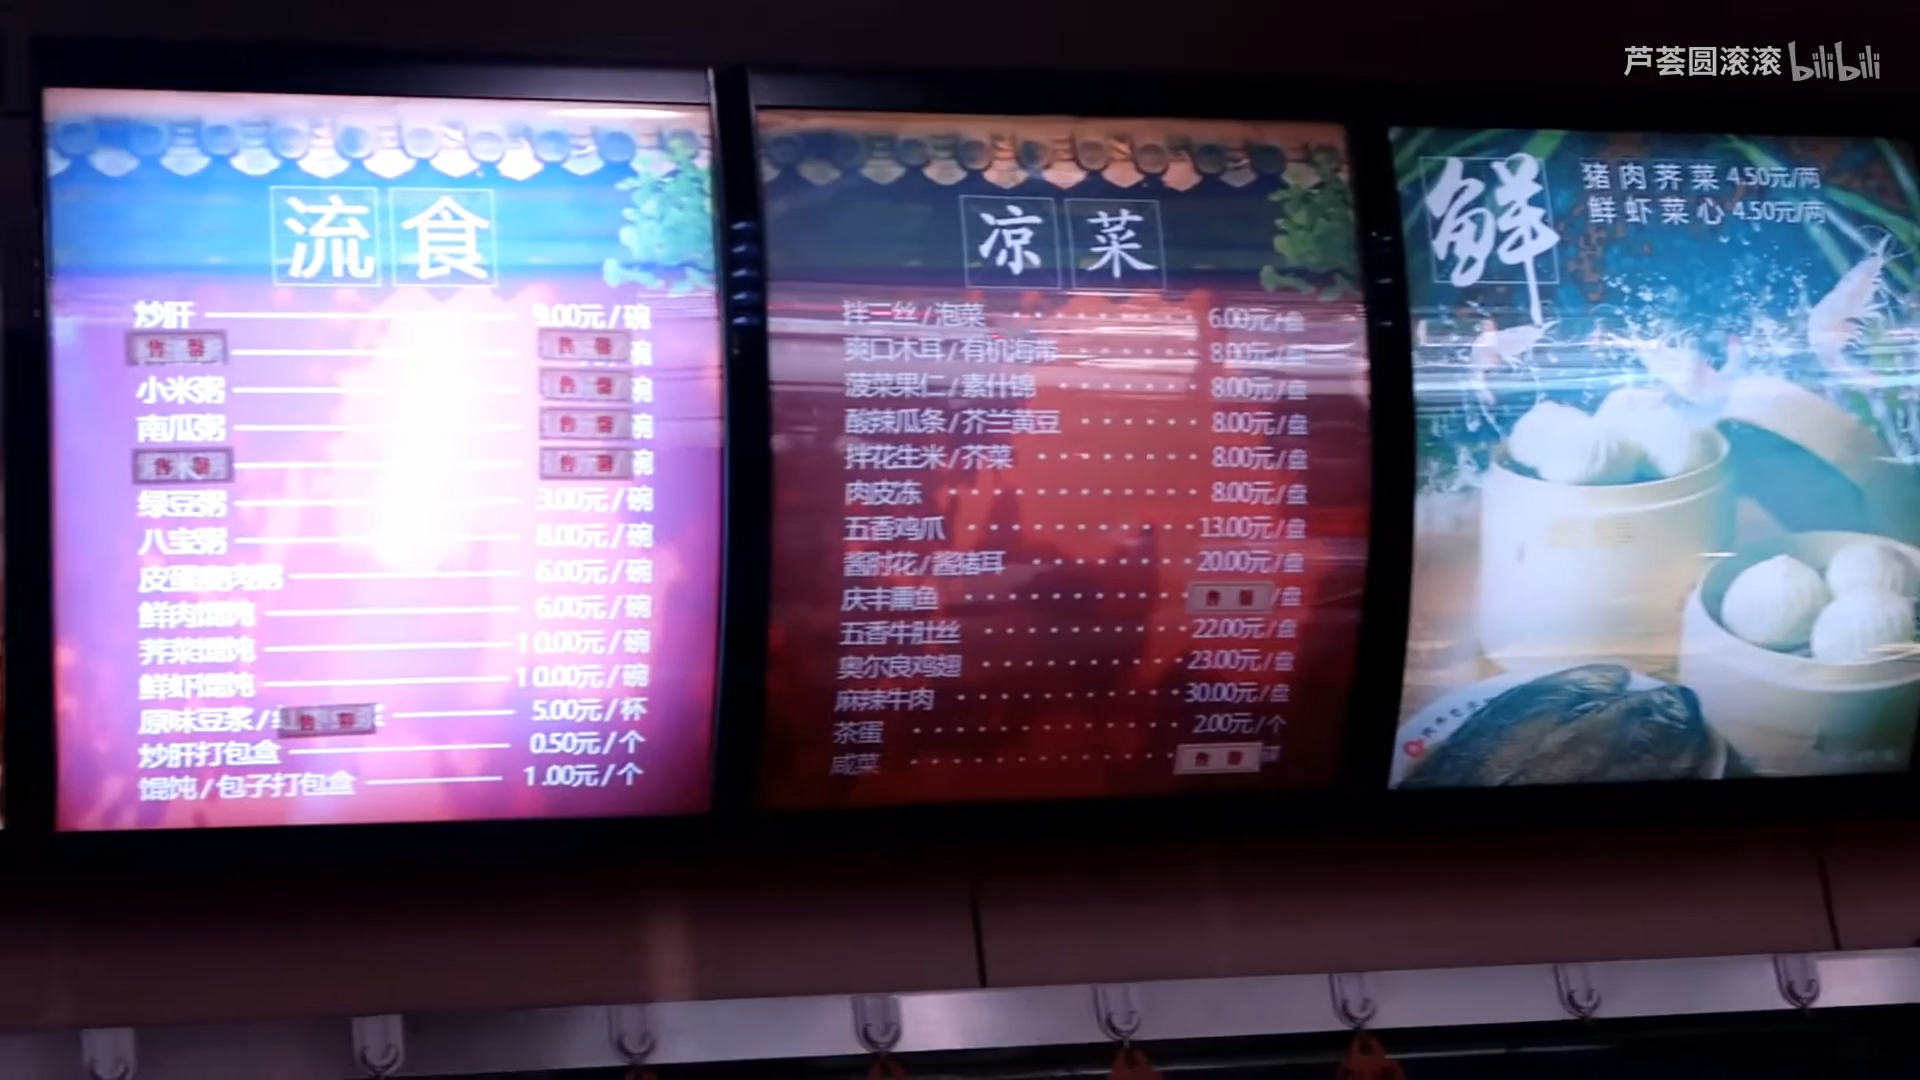 芦荟圆滚滚 bilibili
流食
炒肝 9.00元/碗
售罄 售罄 碗
小米粥 售罄 碗
南瓜粥 售罄 碗
售罄 售罄 碗
绿豆粥 3.00元/碗
八宝粥 8.00元/碗
皮蛋瘦肉粥 6.00元/碗
鲜肉馄饨 6.00元/碗
荠菜馄饨 10.00元/碗
鲜虾馄饨 10.00元/碗
原味豆浆/ 售罄 5.00元/杯
炒肝打包盒 0.50元/个
馄饨/包子打包盒 1.00元/个
凉菜
拌三丝/泡菜 6.00元/盘
爽口木耳/有机海带 8.00元/盘
菠菜果仁/素什锦 8.00元/盘
酸辣瓜条/芥兰黄豆 8.00元/盘
拌花生米/芥菜 8.00元/盘
肉皮冻 8.00元/盘
五香鸡爪 13.00元/盘
酱肘花/酱猪耳 20.00元/盘
庆丰熏鱼 售罄 /盘
五香牛肚丝 22.00元/盘
奥尔良鸡翅 23.00元/盘
麻辣牛肉 30.00元/盘
茶蛋 2.00元/个
咸菜 售罄
鲜
猪肉荠菜 4.50元/两
鲜虾菜心 4.50元/两